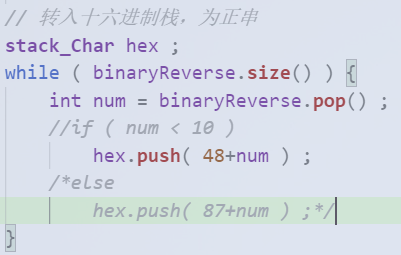 // 转入十六进制栈，为正串
stack_Char hex ;
while ( binaryReverse.size() ) {
    int num = binaryReverse.pop() ;
    //if ( num < 10 )
        hex.push( 48+num ) ;
    /*else
        hex.push( 87+num ) ;*/
}